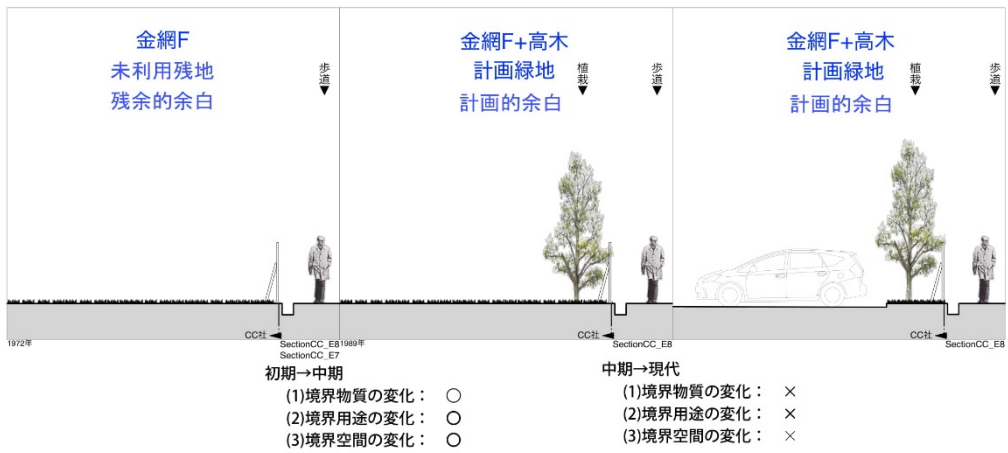 金網F
未利用残地
残余的余白
歩道
▼
CC社 ◀
1972年
SectionCC_E8
SectionCC_E7
金網F+高木
計画緑地
計画的余白
植栽
▼
歩道
▼
CC社 ◀
1989年
SectionCC_E8
金網F+高木
計画緑地
計画的余白
植栽
▼
歩道
▼
CC社 ◀
SectionCC_E8
初期→中期
(1)境界物質の変化： ○
(2)境界用途の変化： ○
(3)境界空間の変化： ○
中期→現代
(1)境界物質の変化： ×
(2)境界用途の変化： ×
(3)境界空間の変化： ×